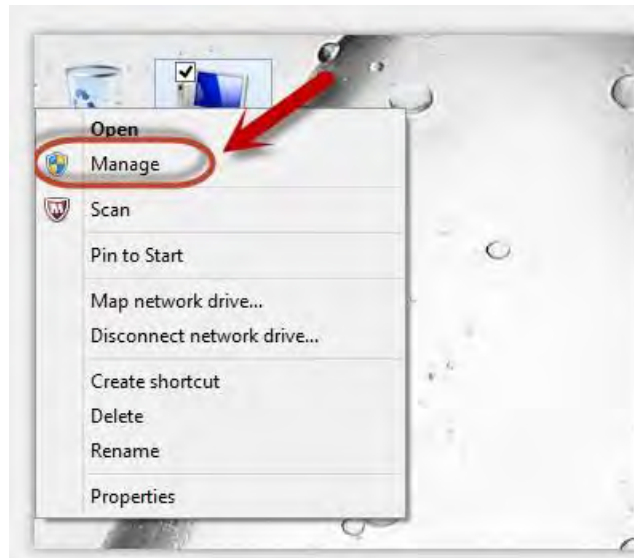 Open
Manage
Scan
Pin to Start
Map network drive...
Disconnect network drive...
Create shortcut
Delete
Rename
Properties